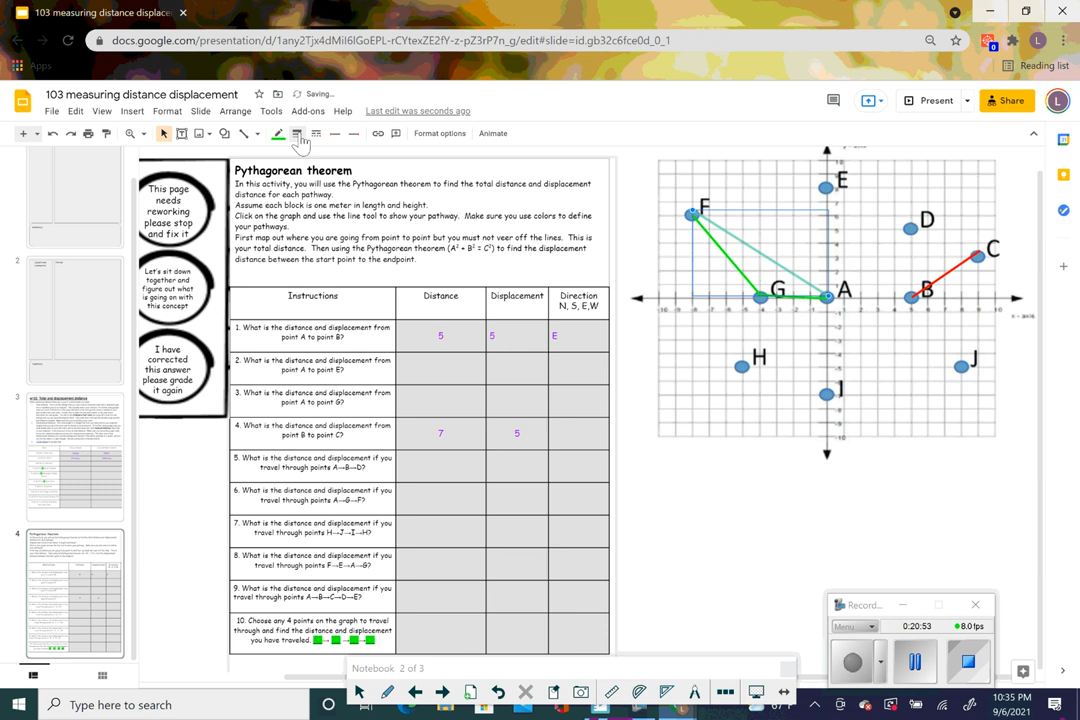 103 measuring distance displace
docs.google.com/presentation/d/1any2Tjx4dMiI6IGoEPL-rCYtexZE2fY-z-pZ3rP7n_g/edit#slide=id.gb32c6fce0d_0_1
0
L
Apps
Reading list
103 measuring distance displacement
Saving...
File Edit View Insert Format Slide Arrange Tools Add-ons Help Last edit was seconds ago
Present
Share
L
Format options
Animate
2
3
4
This page
needs
reworking
please stop
and fix it
Let's sit down
together and
figure out what
is going on with
this concept
I have
corrected
this answer
please grade
it again
Pythagorean theorem
In this activity, you will use the Pythagorean theorem to find the total distance and displacement
distance for each pathway.
Assume each block is one meter in length and height.
Click on the graph and use the line tool to show your pathway. Make sure you use colors to define
your pathways.
First map out where you are going from point to point but you must not veer off the lines. This is
your total distance. Then using the Pythagorean theorem (A² + B² = C²) to find the displacement
distance between the start point to the endpoint.
Instructions Distance Displacement Direction
N, S, E,W
1. What is the distance and displacement from
point A to point B?
5 5 E
2. What is the distance and displacement from
point A to point E?
3. What is the distance and displacement from
point A to point G?
4. What is the distance and displacement from
point B to point C?
7 5
5. What is the distance and displacement if you
travel through points A→B→D?
6. What is the distance and displacement if you
travel through points A→G→F?
7. What is the distance and displacement if you
travel through points H→J→I→H?
8. What is the distance and displacement if you
travel through points F→E→A→G?
9. What is the distance and displacement if you
travel through points A→B→C→D→E?
10. Choose any 4 points on the graph to travel
through and find the distance and displacement
you have traveled.
E
F
D
C
G
A
B
H
J
I
x - axis
Record...
Menu
0:20:53
8.0fps
Notebook 2 of 3
Type here to search
10:35 PM
9/6/2021